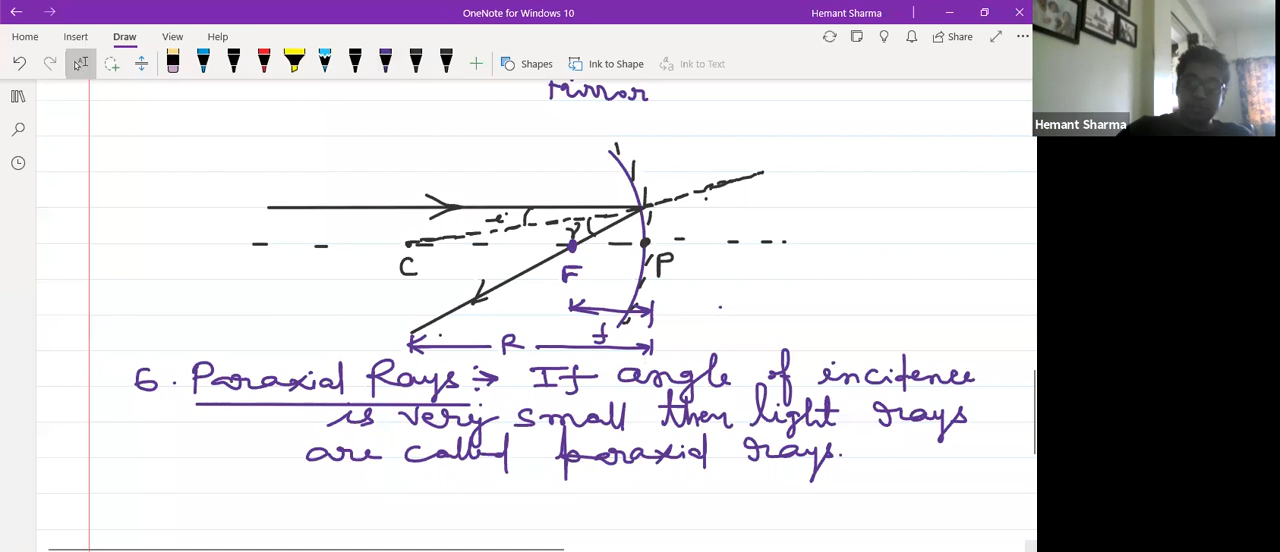 OneNote for Windows 10
Hemant Sharma
Home Insert Draw View Help
Share
Shapes
Ink to Shape
Ink to Text
Hemant Sharma
Mirror
i
r
C
F
P
f
R
6. Paraxial Rays :→ If angle of incitence
is very small then light rays
are called paraxial rays.